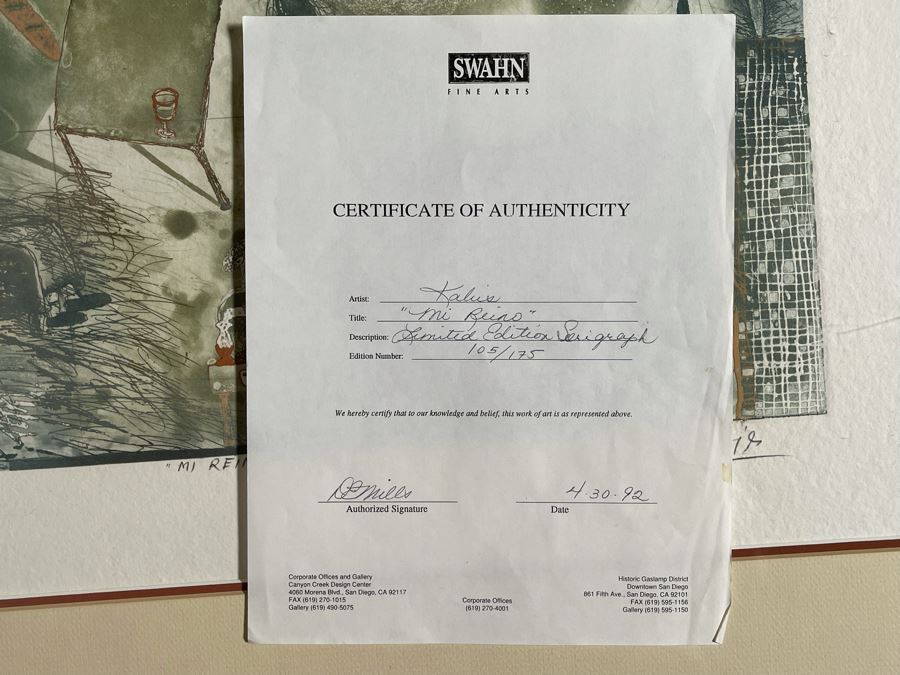 SWAHN
FINE ARTS
CERTIFICATE OF AUTHENTICITY
Artist: Kalús
Title: "Mi Reino"
Description: Limited Edition Serigraph
Edition Number: 105/175
We hereby certify that to our knowledge and belief, this work of art is as represented above.
"MI REI
DPMills
4-30-92
Authorized Signature
Date
Corporate Offices and Gallery
Canyon Creek Design Center
4060 Morena Blvd., San Diego, CA 92117
FAX (619) 270-1015
Gallery (619) 490-5075
Corporate Offices
(619) 270-4001
Historic Gaslamp District
Downtown San Diego
861 Fifth Ave., San Diego, CA 92101
FAX (619) 595-1156
Gallery (619) 595-1150